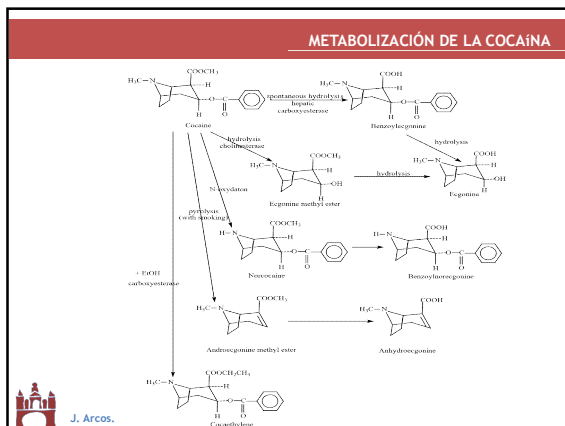 METABOLIZACIÓN DE LA COCAíNA
COOCH3
H3C—N
H
O—C
H
O
Cocaine
spontaneous hydrolysis
hepatic
carboxyesterase
COOH
H3C—N
H
O—C
H
O
Benzoylecgonine
hydrolysis
cholinesterase
hydrolysis
COOCH3
H3C—N
H
OH
H
Ecgonine methyl ester
hydrolysis
COOH
H3C—N
H
OH
H
Ecgonine
N-oxydaton
pyrolysis
(with smoking)
COOCH3
H—N
H
O—C
H
O
Norcocaine
COOH
H—N
H
O—C
H
O
Benzoylnorecgonine
+ EtOH
carboxyesterase
COOCH3
H3C—N
Androecgonine methyl ester
COOH
H3C—N
Anhydroecgonine
COOCH2CH3
H3C—N
H
O—C
H
O
Cocaethylene
J. Arcos.